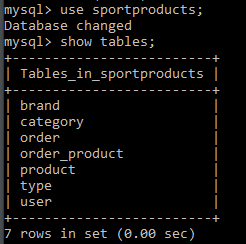 mysql> use sportproducts;
Database changed
mysql> show tables;
+-------------------------+
| Tables_in_sportproducts |
+-------------------------+
| brand                   |
| category                |
| order                   |
| order_product           |
| product                 |
| type                    |
| user                    |
+-------------------------+
7 rows in set (0.00 sec)